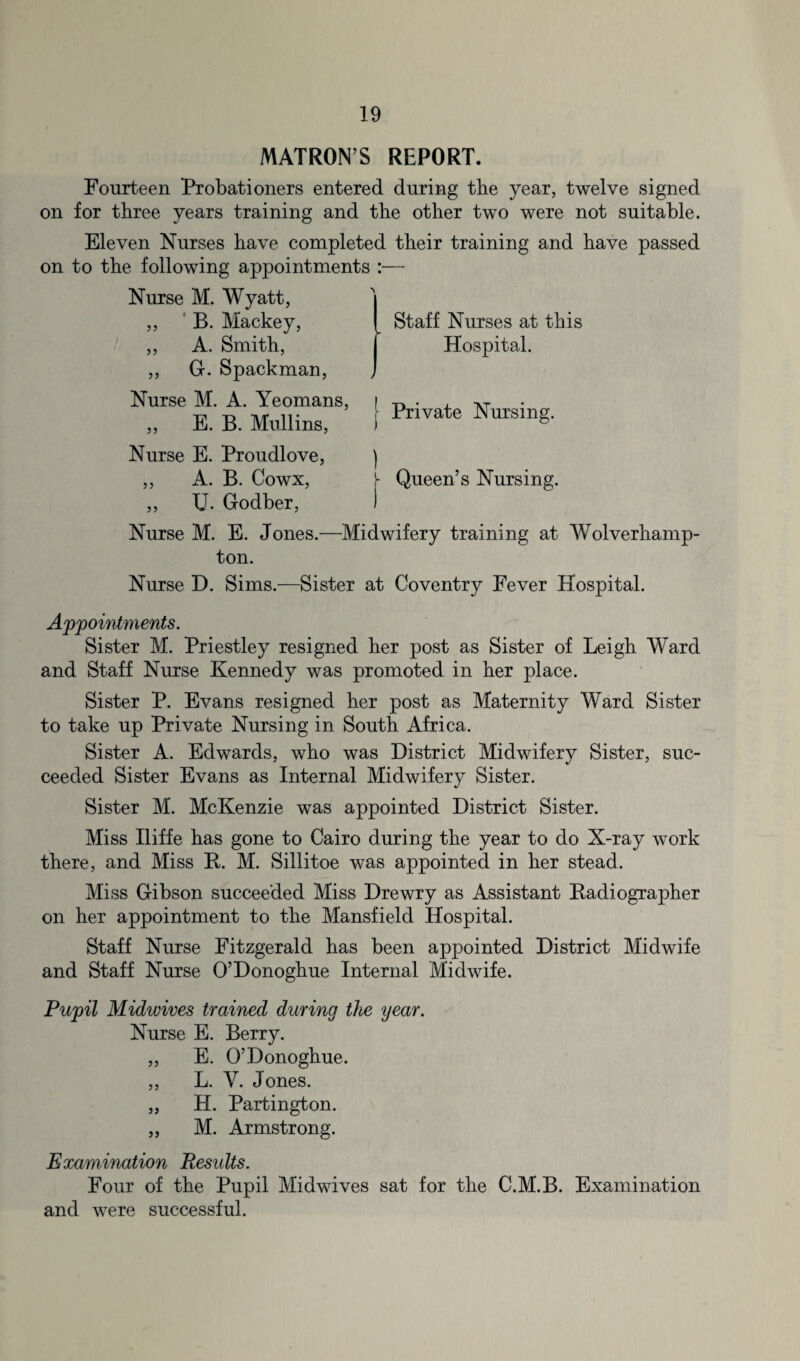 19
MATRON'S REPORT.
Fourteen Probationers entered during the year, twelve signed
on for three years training and the other two were not suitable.
Eleven Nurses have completed their training and have passed
on to the following appointments :—
Nurse M. Wyatt,
„ B. Mackey,
„ A. Smith,
„ G. Spackman,
Staff Nurses at this
Hospital.
Nurse M. A. Yeomans,
„ E. B. Mullins,
Private Nursing.
Nurse E. Proudlove,
„ A. B. Cowx,
„ U. Godber,
Queen's Nursing.
Nurse M. E. Jones.—Midwifery training at Wolverhamp-
ton.
Nurse D. Sims.—Sister at Coventry Fever Hospital.
Appointments.
Sister M. Priestley resigned her post as Sister of Leigh Ward
and Staff Nurse Kennedy was promoted in her place.
Sister P. Evans resigned her post as Maternity Ward Sister
to take up Private Nursing in South Africa.
Sister A. Edwards, who was District Midwifery Sister, suc-
ceeded Sister Evans as Internal Midwifery Sister.
Sister M. McKenzie was appointed District Sister.
Miss Iliffe has gone to Cairo during the year to do X-ray work
there, and Miss R. M. Sillitoe was appointed in her stead.
Miss Gibson succeeded Miss Drewry as Assistant Radiographer
on her appointment to the Mansfield Hospital.
Staff Nurse Fitzgerald has been appointed District Midwife
and Staff Nurse O'Donoghue Internal Midwife.
Pupil Midwives trained during the year.
Nurse E. Berry.
„ E. O'Donoghue.
„ L. V. Jones.
„ H. Partington.
„ M. Armstrong.
Examination Results.
Four of the Pupil Midwives sat for the C.M.B. Examination
and were successful.